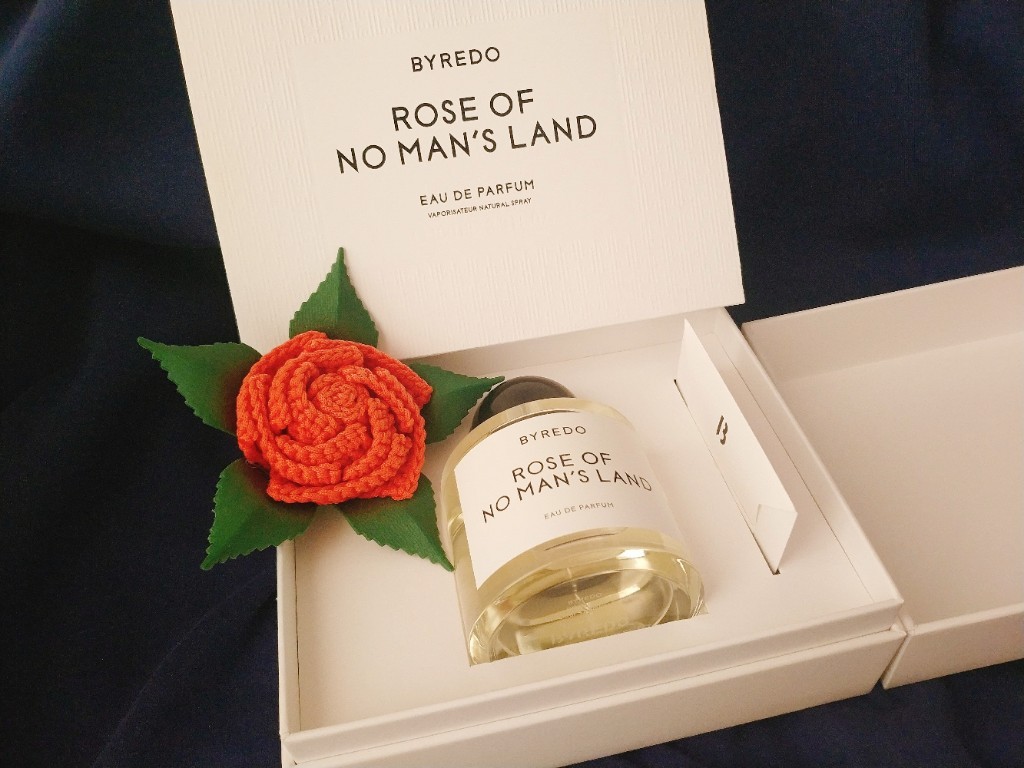 BYREDO
ROSE OF
NO MAN'S LAND
EAU DE PARFUM
VAPORISATEUR NATURAL SPRAY
BYREDO
ROSE OF
NO MAN'S LAND
EAU DE PARFUM
B
BYREDO